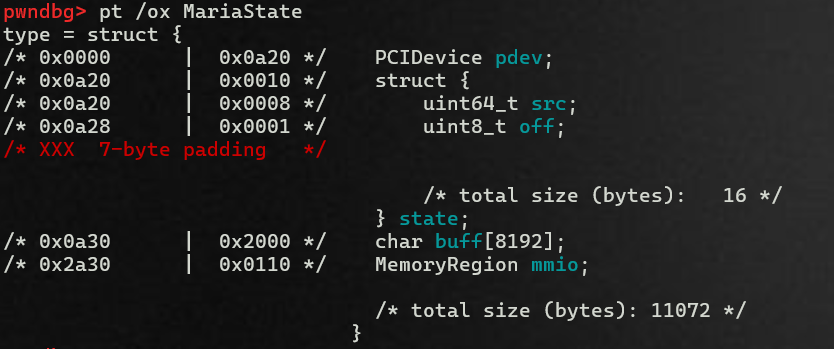 pwndbg> pt /ox MariaState
type = struct {
/* 0x0000      |  0x0a20 */    PCIDevice pdev;
/* 0x0a20      |  0x0010 */    struct {
/* 0x0a20      |  0x0008 */        uint64_t src;
/* 0x0a28      |  0x0001 */        uint8_t off;
/* XXX  7-byte padding   */
/* total size (bytes):   16 */
} state;
/* 0x0a30      |  0x2000 */    char buff[8192];
/* 0x2a30      |  0x0110 */    MemoryRegion mmio;
/* total size (bytes): 11072 */
}